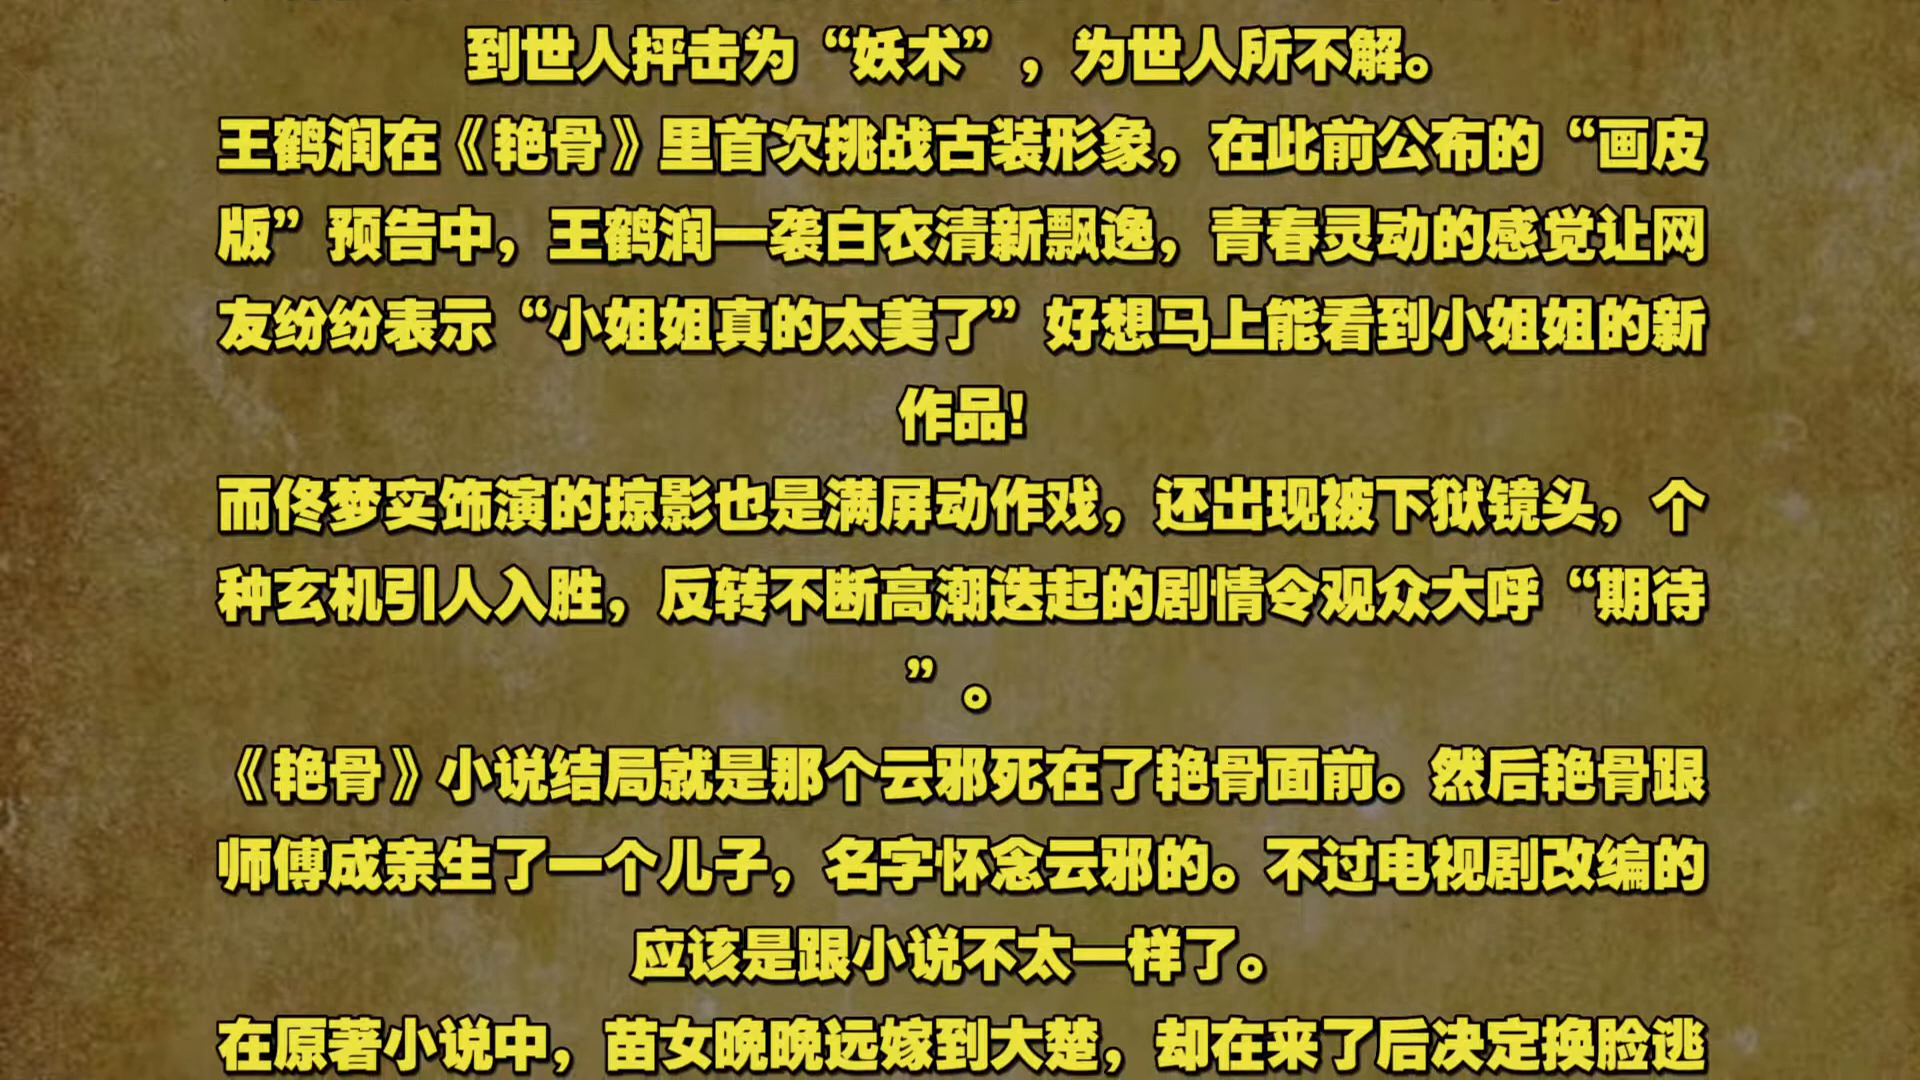 到世人抨击为“妖术”，为世人所不解。
王鹤润在《艳骨》里首次挑战古装形象，在此前公布的“画皮
版”预告中，王鹤润一袭白衣清新飘逸，青春灵动的感觉让网
友纷纷表示“小姐姐真的太美了”好想马上能看到小姐姐的新
作品!
而佟梦实饰演的掠影也是满屏动作戏，还出现被下狱镜头，个
种玄机引人入胜，反转不断高潮迭起的剧情令观众大呼“期待
”。
《艳骨》小说结局就是那个云邪死在了艳骨面前。然后艳骨跟
师傅成亲生了一个儿子，名字怀念云邪的。不过电视剧改编的
应该是跟小说不太一样了。
在原著小说中，苗女晚晚远嫁到大楚，却在来了后决定换脸逃